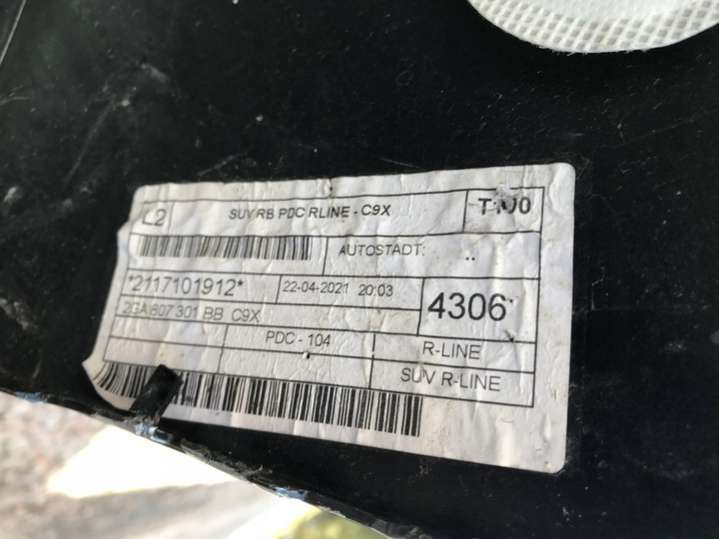 L2 SUV RB PDC RLINE - C9X
AUTOSTADT: ..
*2117101912* 22-04-2021 20:03 4306
2GA 807 301 BB C9X
PDC - 104 R-LINE
SUV R-LINE